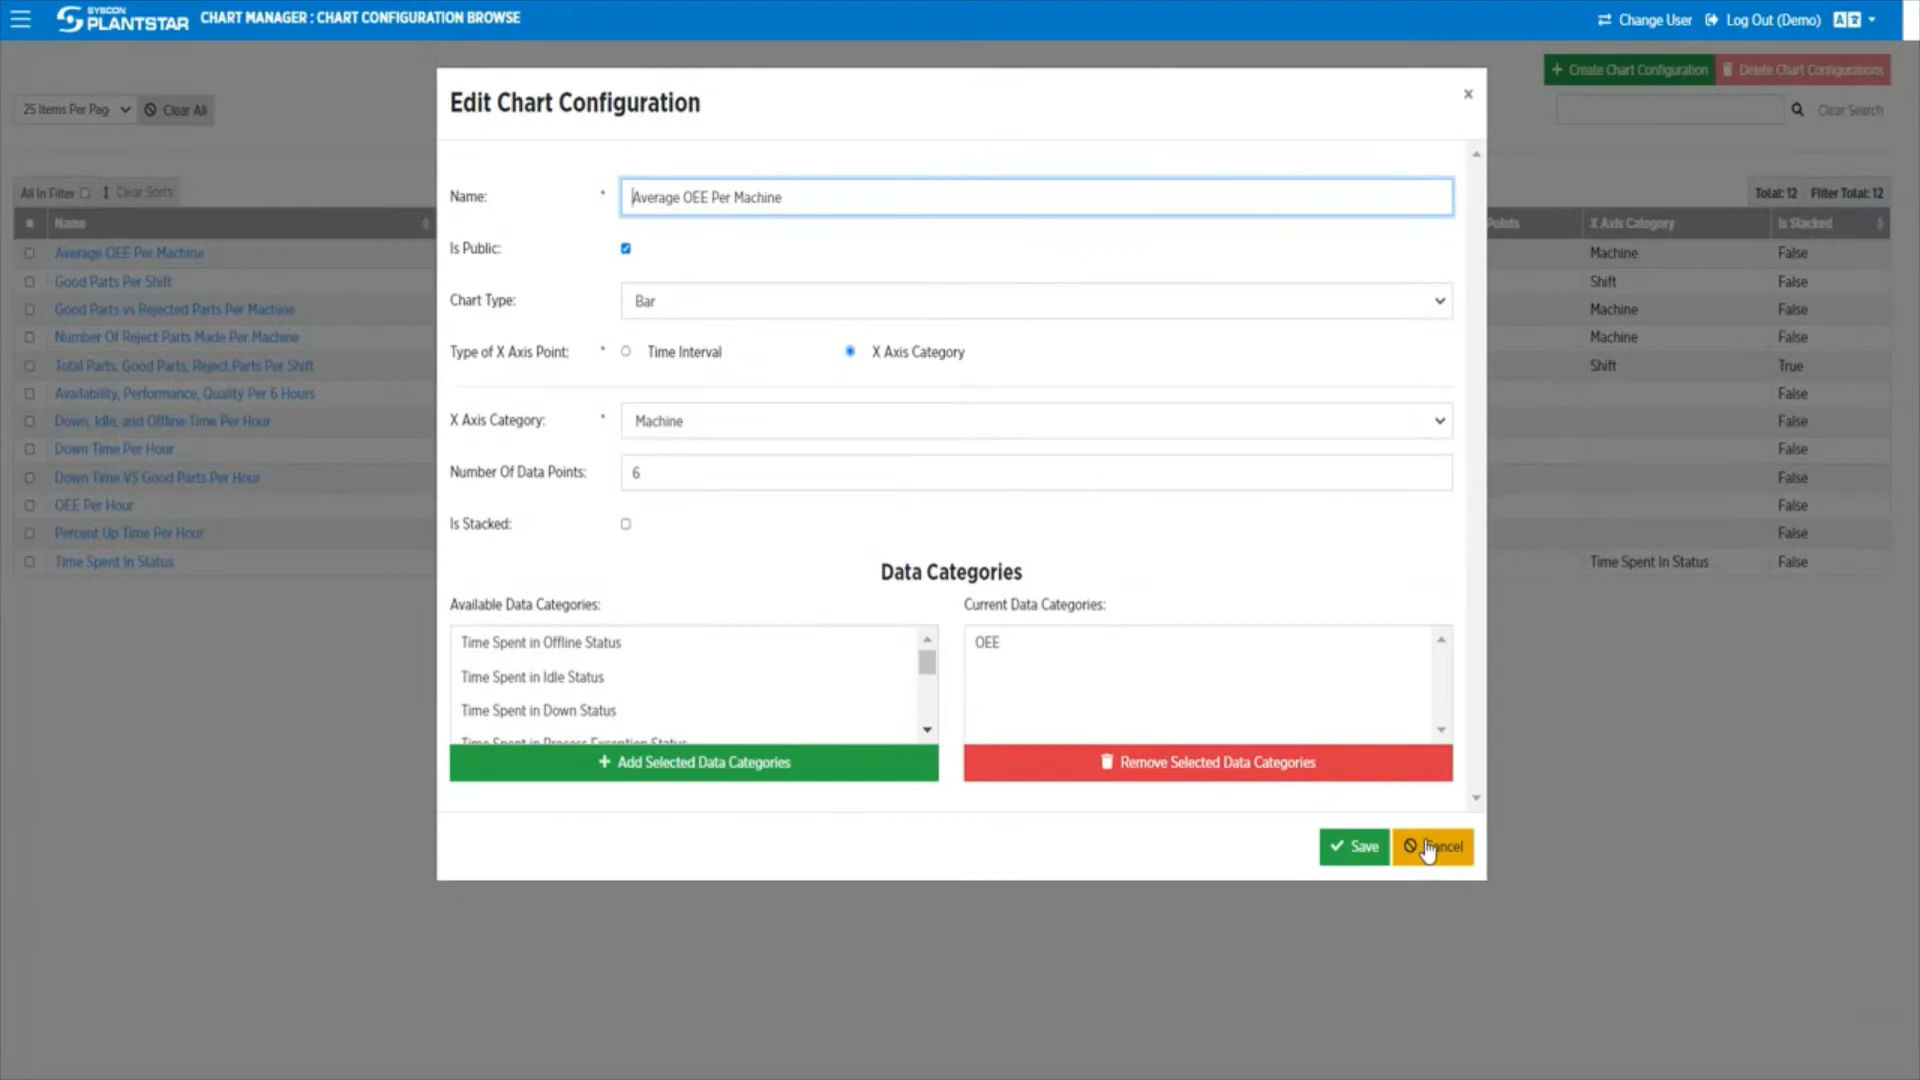 SYSCON
PLANTSTAR
CHART MANAGER : CHART CONFIGURATION BROWSE
Change User
Log Out (Demo)
Create Chart Configuration
Delete Chart Configurations
25 Items Per Pag
Clear All
Clear Search
All In Filter
Clear Sorts
Total: 12
Filter Total: 12
Name
Points
X Axis Category
Is Stacked
Average OEE Per Machine
Machine
False
Good Parts Per Shift
Shift
False
Good Parts vs Rejected Parts Per Machine
Machine
False
Number Of Reject Parts Made Per Machine
Machine
False
Total Parts, Good Parts, Reject Parts Per Shift
Shift
True
Availability, Performance, Quality Per 6 Hours
False
Down, Idle, and Offline Time Per Hour
False
Down Time Per Hour
False
Down Time VS Good Parts Per Hour
False
OEE Per Hour
False
Percent Up Time Per Hour
False
Time Spent In Status
Time Spent In Status
False
Edit Chart Configuration
×
Name: *
Average OEE Per Machine
Is Public:
Chart Type:
Bar
Type of X Axis Point: *
Time Interval
X Axis Category
X Axis Category: *
Machine
Number Of Data Points:
6
Is Stacked:
Data Categories
Available Data Categories:
Current Data Categories:
Time Spent in Offline Status
Time Spent in Idle Status
Time Spent in Down Status
Time Spent in Process Exception Status
OEE
+ Add Selected Data Categories
Remove Selected Data Categories
Save